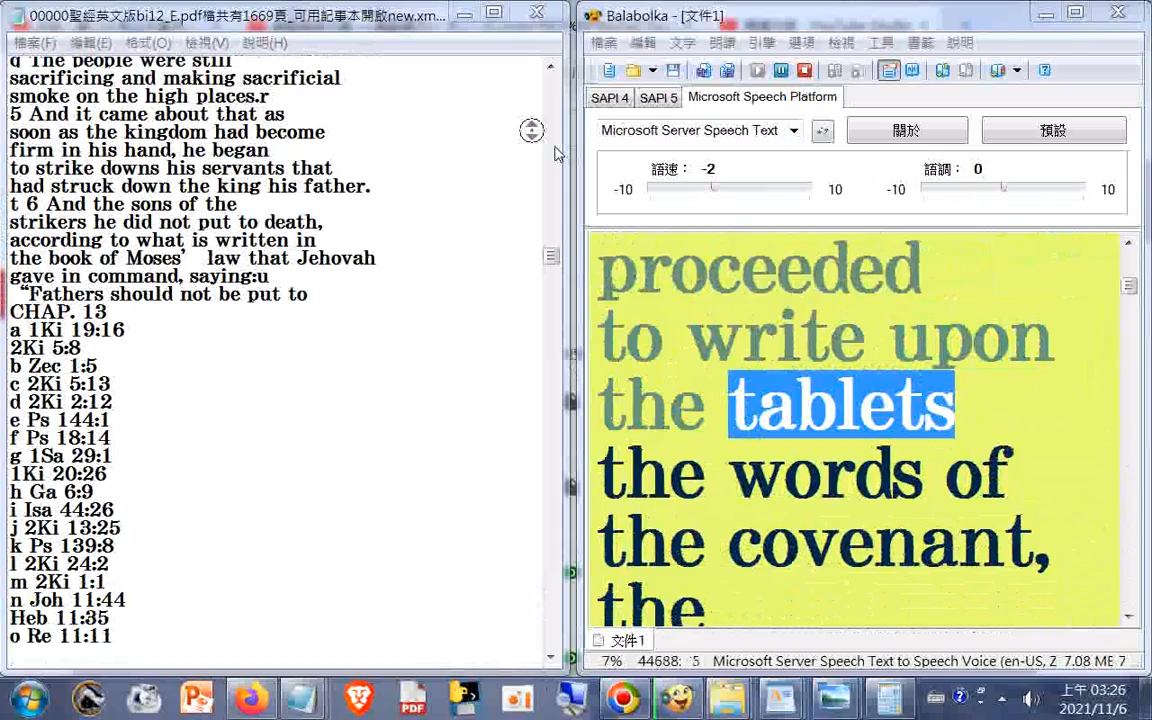 00000聖經英文版bi12_E.pdf檔共有1669頁_可用記事本開啟new.xm...
檔案(F) 編輯(E) 格式(O) 檢視(V) 說明(H)
q The people were still
sacrificing and making sacrificial
smoke on the high places.r
5 And it came about that as
soon as the kingdom had become
firm in his hand, he began
to strike downs his servants that
had struck down the king his father.
t 6 And the sons of the
strikers he did not put to death,
according to what is written in
the book of Moses’ law that Jehovah
gave in command, saying:u
“Fathers should not be put to
CHAP. 13
a 1Ki 19:16
2Ki 5:8
b Zec 1:5
c 2Ki 5:13
d 2Ki 2:12
e Ps 144:1
f Ps 18:14
g 1Sa 29:1
1Ki 20:26
h Ga 6:9
i Isa 44:26
j 2Ki 13:25
k Ps 139:8
l 2Ki 24:2
m 2Ki 1:1
n Joh 11:44
Heb 11:35
o Re 11:11
Balabolka - [文件1]
檔案 編輯 文字 朗讀 引擎 選項 檢視 工具 書籤 說明
SAPI 4 SAPI 5 Microsoft Speech Platform
Microsoft Server Speech Text 關於 預設
語速： -2 語調： 0
-10 10 -10 10
proceeded
to write upon
the tablets
the words of
the covenant,
the
文件1
7% 44688: 5 Microsoft Server Speech Text to Speech Voice (en-US, Z 7.08 MB 7
上午 03:26
2021/11/6